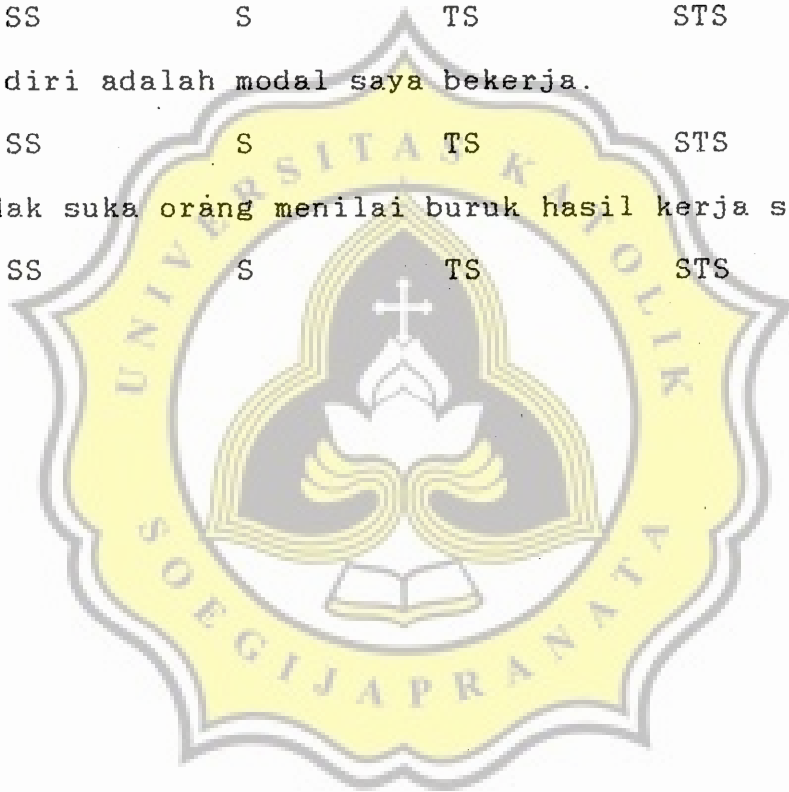 SS S TS STS
diri adalah modal saya bekerja.
SS S TS STS
suka orang menilai buruk hasil kerja
SS S TS STS
UNIVERSITAS KATOLIK
SOEGIJAPRANATA